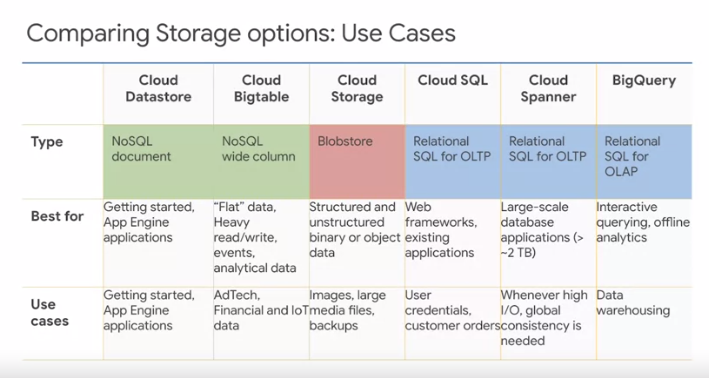 Comparing Storage options: Use Cases
Cloud Datastore Cloud Bigtable Cloud Storage Cloud SQL Cloud Spanner BigQuery
Type
NoSQL document
NoSQL wide column
Blobstore
Relational SQL for OLTP
Relational SQL for OLTP
Relational SQL for OLAP
Best for
Getting started, App Engine applications
“Flat” data, Heavy read/write, events, analytical data
Structured and unstructured binary or object data
Web frameworks, existing applications
Large-scale database applications (> ~2 TB)
Interactive querying, offline analytics
Use cases
Getting started, App Engine applications
AdTech, Financial and IoT data
Images, large media files, backups
User credentials, customer orders
Whenever high I/O, global consistency is needed
Data warehousing